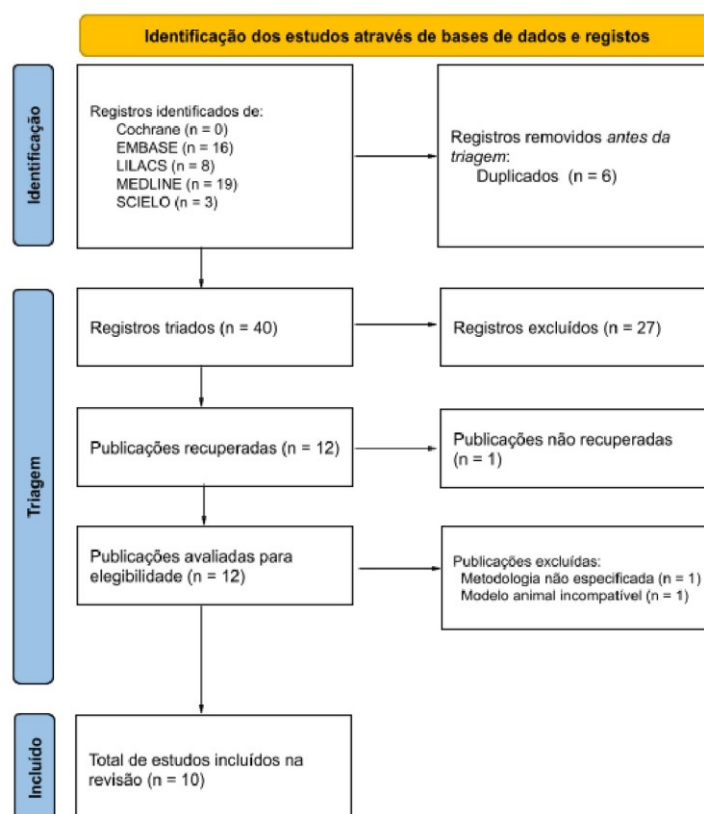 Identificação dos estudos através de bases de dados e registos
Identificação
Registros identificados de:
Cochrane (n = 0)
EMBASE (n = 16)
LILACS (n = 8)
MEDLINE (n = 19)
SCIELO (n = 3)
Registros removidos antes da
triagem:
Duplicados (n = 6)
Triagem
Registros triados (n = 40)
Registros excluídos (n = 27)
Publicações recuperadas (n = 12)
Publicações não recuperadas
(n = 1)
Publicações avaliadas para
elegibilidade (n = 12)
Publicações excluídas:
Metodologia não especificada (n = 1)
Modelo animal incompatível (n = 1)
Incluído
Total de estudos incluídos na
revisão (n = 10)